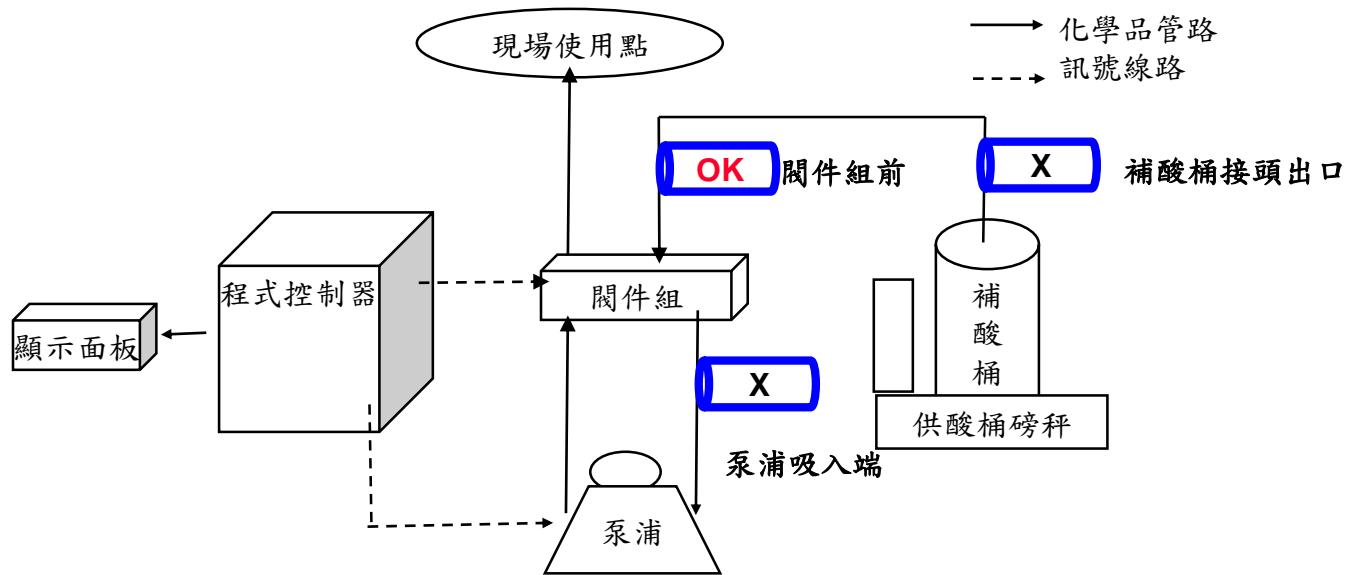 現場使用點
化學品管路
訊號線路
OK
閥件組前
X
補酸桶接頭出口
程式控制器
閥件組
補
酸
桶
顯示面板
X
供酸桶磅秤
泵浦吸入端
泵浦